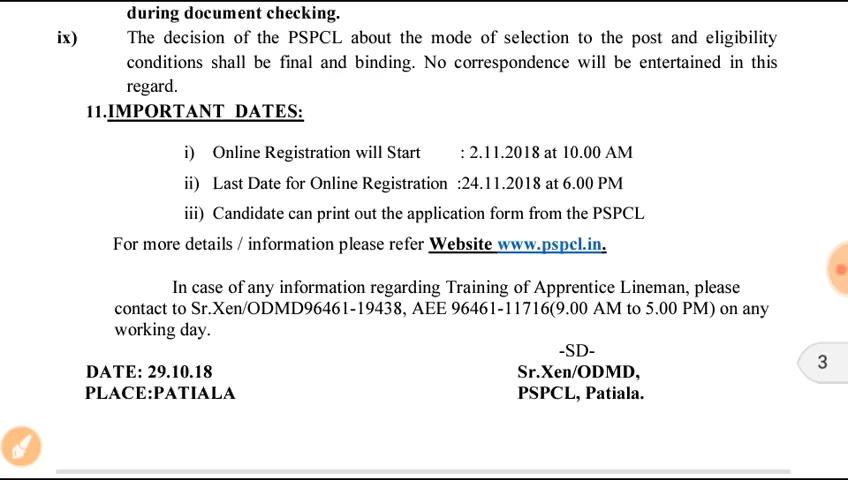 during document checking.
ix) The decision of the PSPCL about the mode of selection to the post and eligibility
conditions shall be final and binding. No correspondence will be entertained in this
regard.
11.IMPORTANT DATES:
i) Online Registration will Start : 2.11.2018 at 10.00 AM
ii) Last Date for Online Registration :24.11.2018 at 6.00 PM
iii) Candidate can print out the application form from the PSPCL
For more details / information please refer Website www.pspcl.in.
In case of any information regarding Training of Apprentice Lineman, please
contact to Sr.Xen/ODMD96461-19438, AEE 96461-11716(9.00 AM to 5.00 PM) on any
working day.
-SD-
DATE: 29.10.18 Sr.Xen/ODMD,
PLACE:PATIALA PSPCL, Patiala.
3